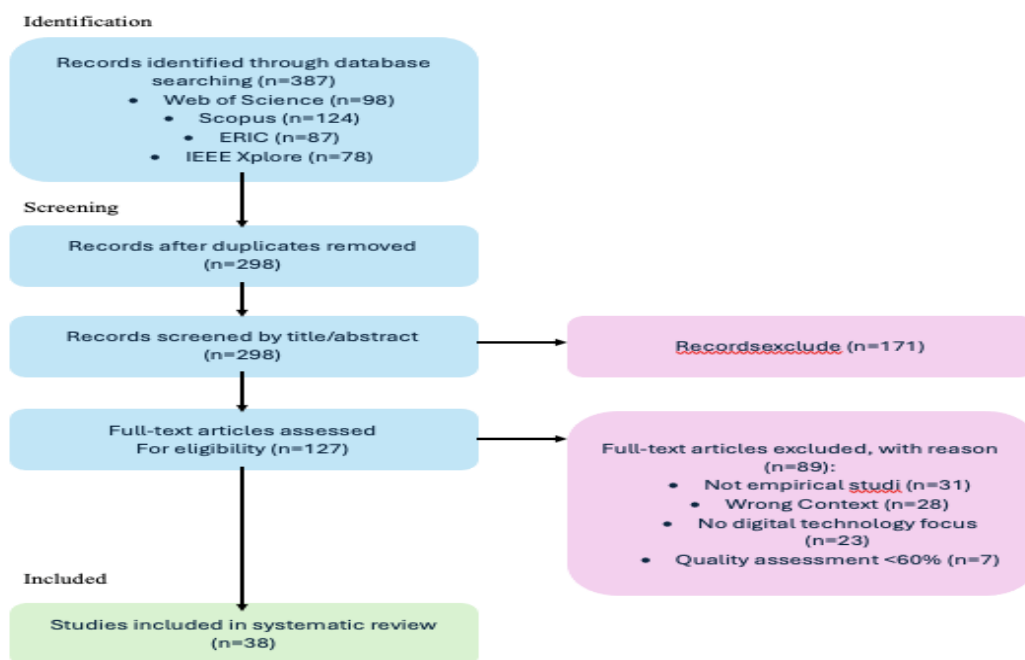 Identification
Records identified through database
searching (n=387)
• Web of Science (n=98)
• Scopus (n=124)
• ERIC (n=87)
• IEEE Xplore (n=78)
Screening
Records after duplicates removed
(n=298)
Records screened by title/abstract
(n=298)
Recordsexclude (n=171)
Full-text articles assessed
For eligibility (n=127)
Full-text articles excluded, with reason
(n=89):
• Not empirical studi (n=31)
• Wrong Context (n=28)
• No digital technology focus
(n=23)
• Quality assessment <60% (n=7)
Included
Studies included in systematic review
(n=38)